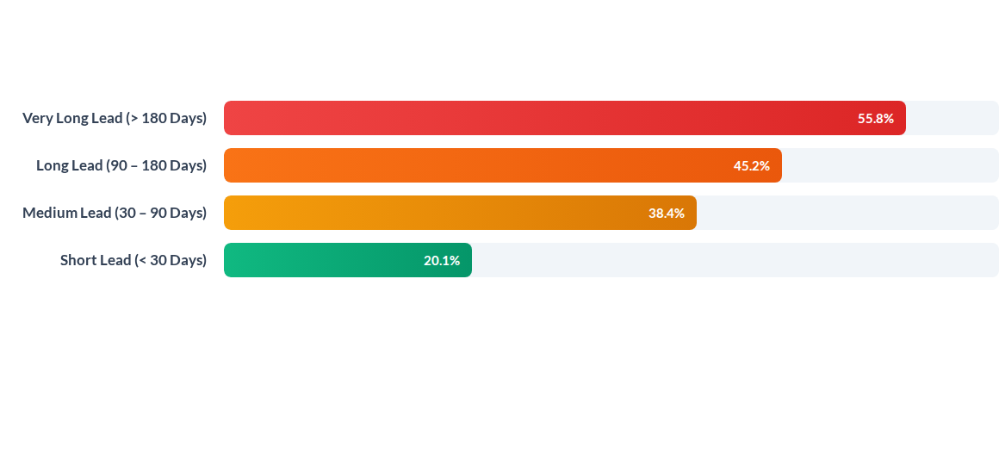 Very Long Lead (> 180 Days) 55.8%
Long Lead (90 – 180 Days) 45.2%
Medium Lead (30 – 90 Days) 38.4%
Short Lead (< 30 Days) 20.1%